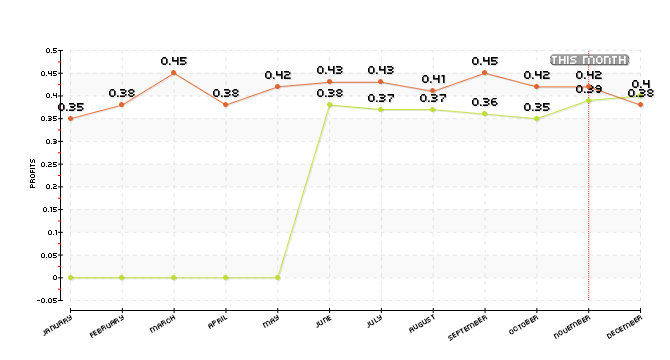 THIS MONTH
0.5
0.45
0.4
0.35
0.3
0.25
0.2
0.15
0.1
0.05
0
-0.05
PROFITS
0.35 0.38 0.45 0.38 0.42 0.43 0.43 0.41 0.45 0.42 0.42 0.38
0.38 0.37 0.37 0.36 0.35 0.39 0.4
JANUARY FEBRUARY MARCH APRIL MAY JUNE JULY AUGUST SEPTEMBER OCTOBER NOVEMBER DECEMBER